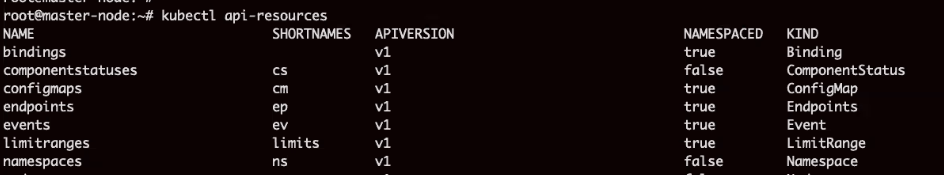 root@master-node:~# kubectl api-resources
NAME SHORTNAMES APIVERSION NAMESPACED KIND
bindings v1 true Binding
componentstatuses cs v1 false ComponentStatus
configmaps cm v1 true ConfigMap
endpoints ep v1 true Endpoints
events ev v1 true Event
limitranges limits v1 true LimitRange
namespaces ns v1 false Namespace